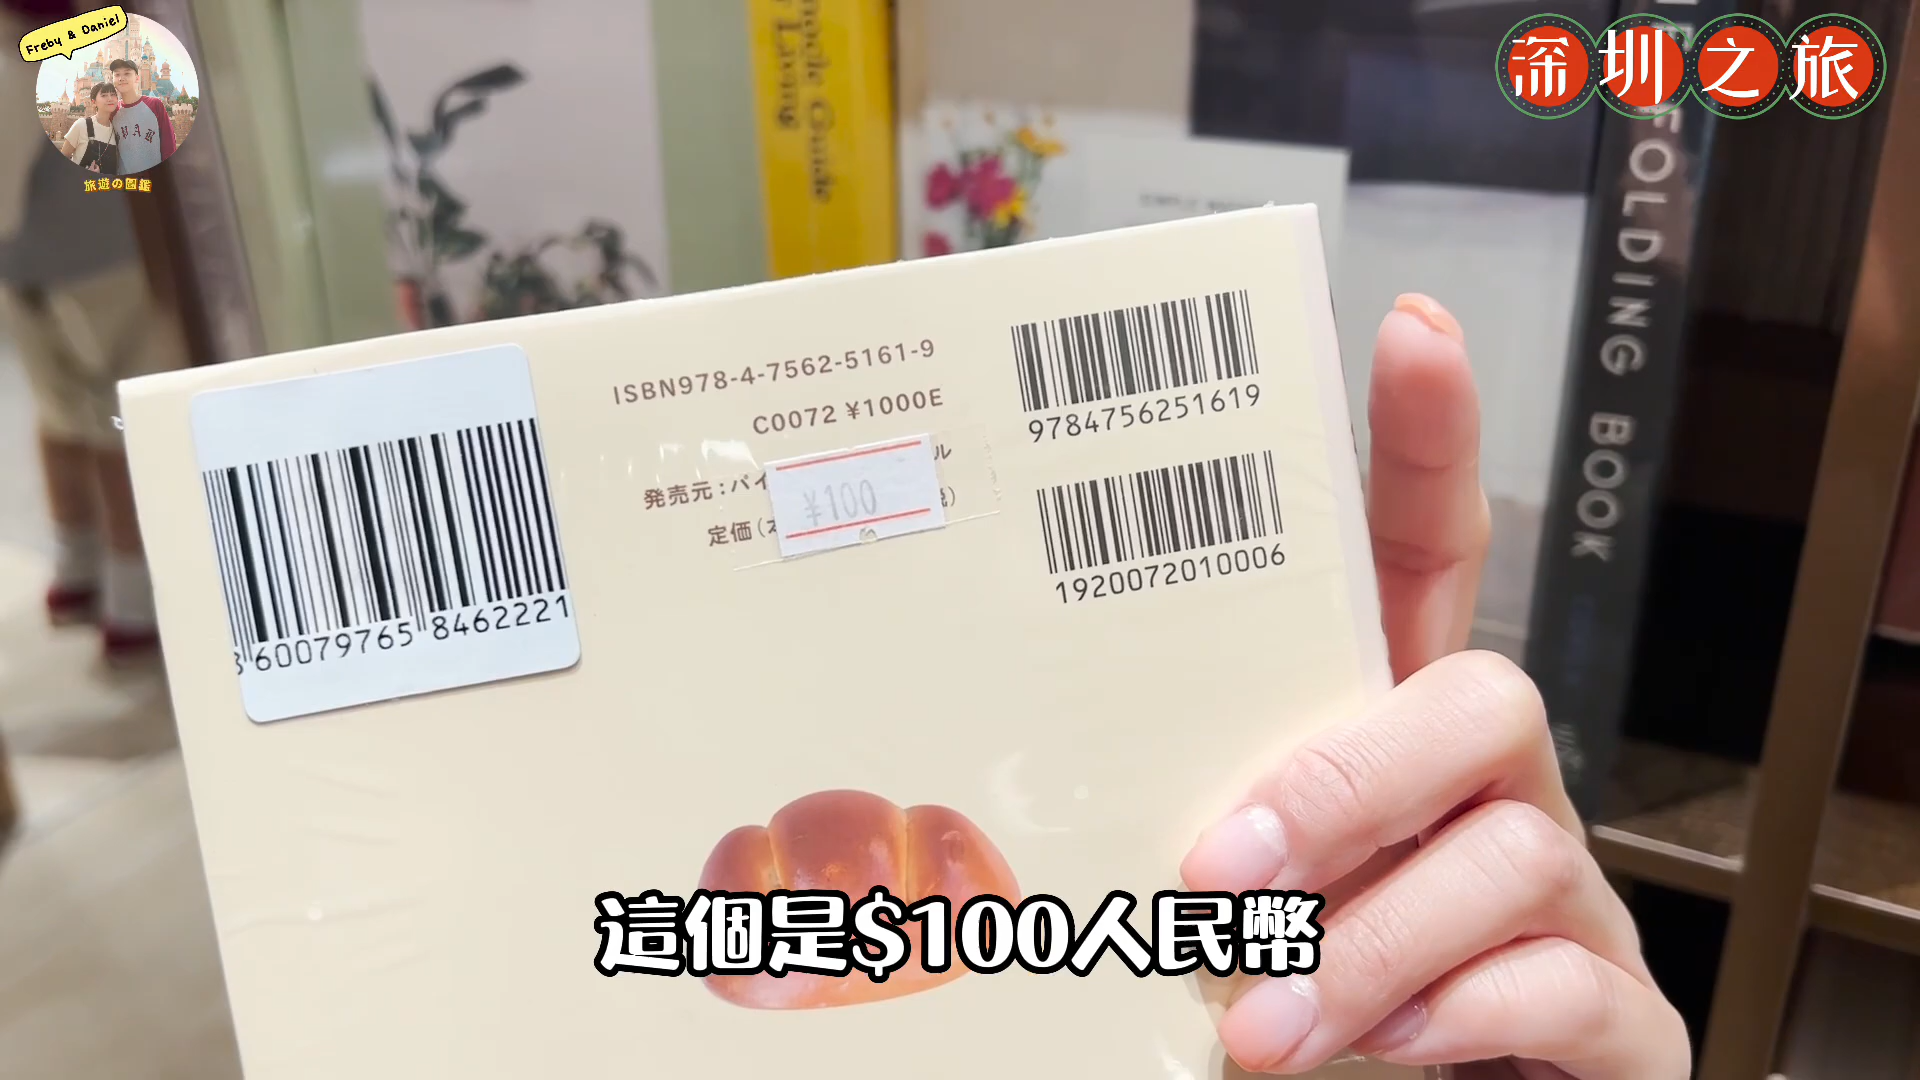 Freby & Daniel
旅遊の圖鑑
深圳之旅
FOLDING BOOK
ISBN978-4-7562-5161-9
C0072 ¥1000E
発売元:パイ
ル
定価(
¥100
9784756251619
1920072010006
60079765 8462221
這個是$100人民幣